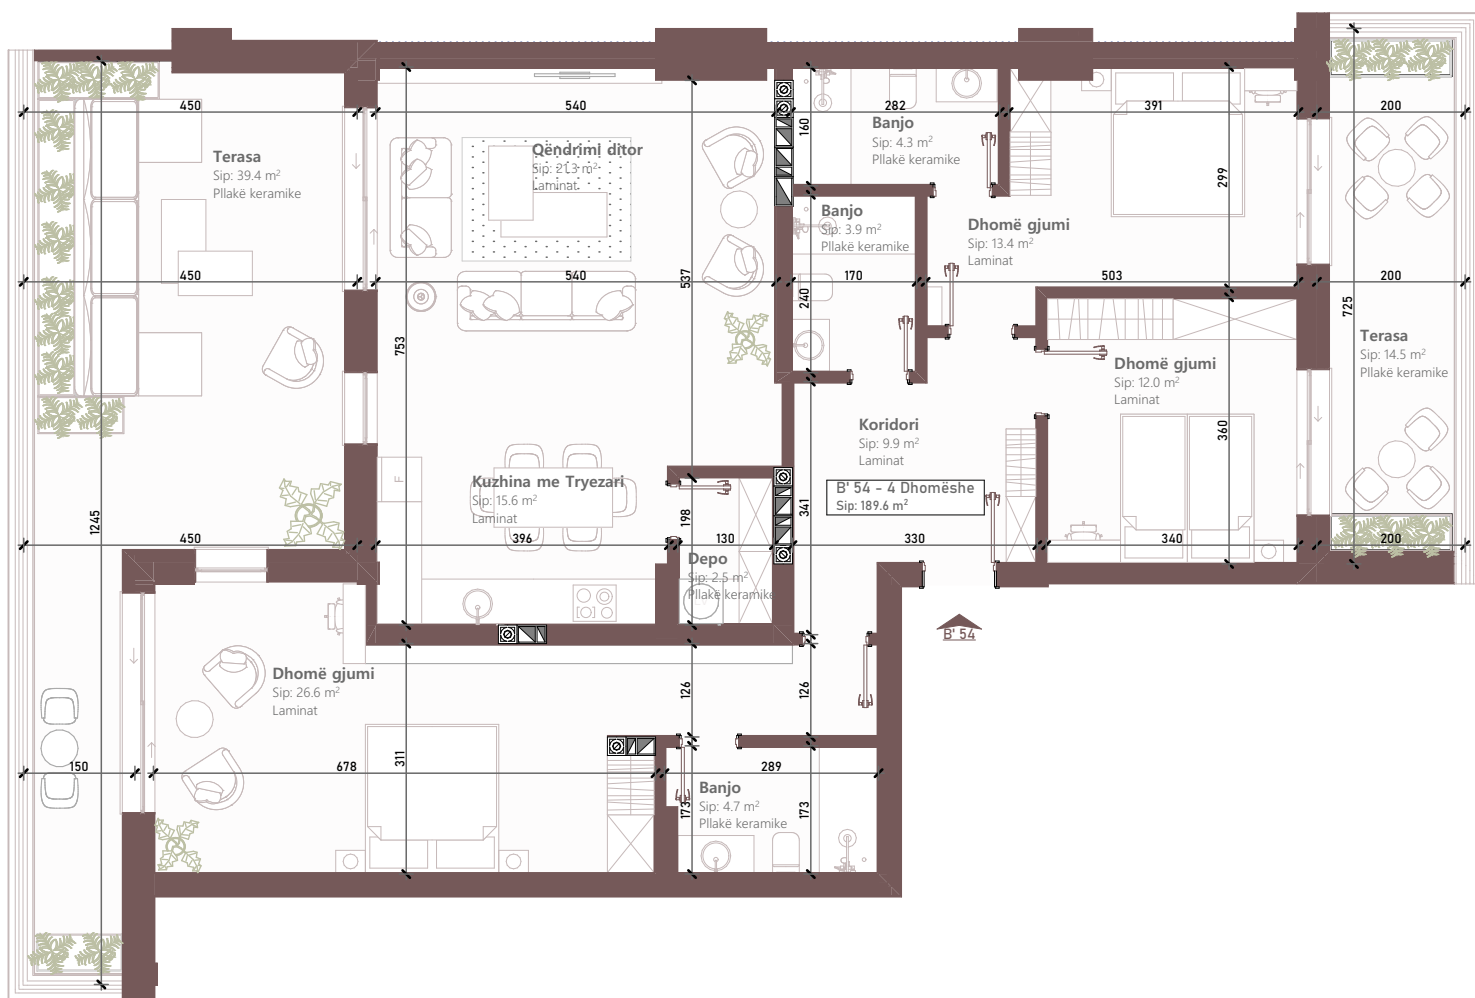 450
540
282
391
200
160
Banjo
Sip: 4.3 m²
Pllakë keramike
Terasa
Sip: 39.4 m²
Pllakë keramike
Qëndrimi ditor
Sip: 21.3 m²
Laminat
299
Banjo
Sip: 3.9 m²
Pllakë keramike
Dhomë gjumi
Sip: 13.4 m²
Laminat
450
540
537
170
503
200
240
725
753
Terasa
Sip: 14.5 m²
Pllakë keramike
Dhomë gjumi
Sip: 12.0 m²
Laminat
360
Koridori
Sip: 9.9 m²
Laminat
F
Kuzhina me Tryezari
Sip: 15.6 m²
Laminat
B' 54 - 4 Dhomëshe
Sip: 189.6 m²
341
198
1245
450
396
130
330
340
200
Depo
Sip: 2.5 m²
Pllakë keramike
B' 54
Dhomë gjumi
Sip: 26.6 m²
Laminat
126
126
311
150
678
289
Banjo
Sip: 4.7 m²
Pllakë keramike
173
173